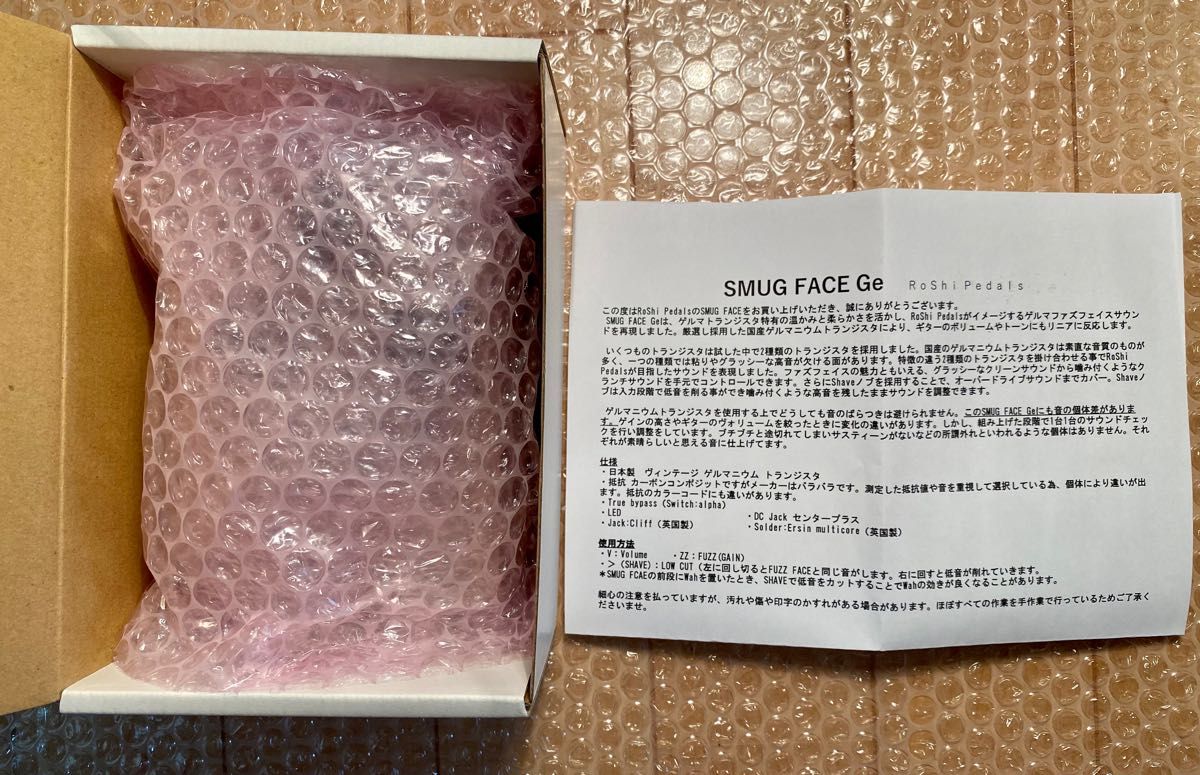 SMUG FACE Ge RoShi Pedals
この度はRoShi PedalsのSMUG FACEをお買い上げいただき、誠にありがとうございます。
SMUG FACE Geは、ゲルマトランジスタ特有の温かみと柔らかさを活かし、RoShi Pedalsがイメージするゲルマファズフェイスサウン
ドを再現しました。厳選し採用した国産ゲルマニウムトランジスタにより、ギターのボリュームやトーンにもリニアに反応します。
いくつものトランジスタは試した中で2種類のトランジスタを採用しました。国産のゲルマニウムトランジスタは素直な音質のものが
多く、一つの種類では粘りやグラッシーな高音が欠ける面があります。特徴の違う2種類のトランジスタを掛け合わせる事でRoShi
Pedalsが目指したサウンドを表現しました。ファズフェイスの魅力ともいえる、グラッシーなクリーンサウンドから噛み付くようなク
ランチサウンドを手元でコントロールできます。さらにShaveノブを採用することで、オーバードライブサウンドまでカバー。Shaveノ
ブは入力段階で低音を削る事ができ噛み付くような高音を残したままサウンドを調整できます。
ゲルマニウムトランジスタを使用する上でどうしても音のばらつきは避けられません。このSMUG FACE Geにも音の個体差がありま
す。ゲインの高さやギターのヴォリュームを絞ったときに変化の違いがあります。しかし、組み上げた段階で1台1台のサウンドチェッ
クを行い調整をしています。ブチブチと途切れてしまいサスティーンがないなどの所謂外れといわれるような個体はありません。それ
ぞれが素晴らしいと思える音に仕上げてます。
仕様
・日本製 ヴィンテージ ゲルマニウム トランジスタ
・抵抗 カーボンコンポジットですがメーカーはバラバラです。測定した抵抗値や音を重視して選択している為、個体により違いが出
ます。抵抗のカラーコードにも違いがあります。
・True bypass(Switch:alpha)
・LED ・DC Jack センタープラス
・Jack:Cliff(英国製) ・Solder:Ersin multicore(英国製)
使用方法
・V:Volume ・ZZ:FUZZ(GAIN)
・＞(SHAVE):LOW CUT(左に回し切るとFUZZ FACEと同じ音がします。右に回すと低音が削れていきます。
＊SMUG FCAEの前段にWahを置いたとき、SHAVEで低音をカットすることでWahの効きが良くなることがあります。
細心の注意を払っていますが、汚れや傷や印字のかすれがある場合があります。ほぼすべての作業を手作業で行っているためご了承く
ださいませ。